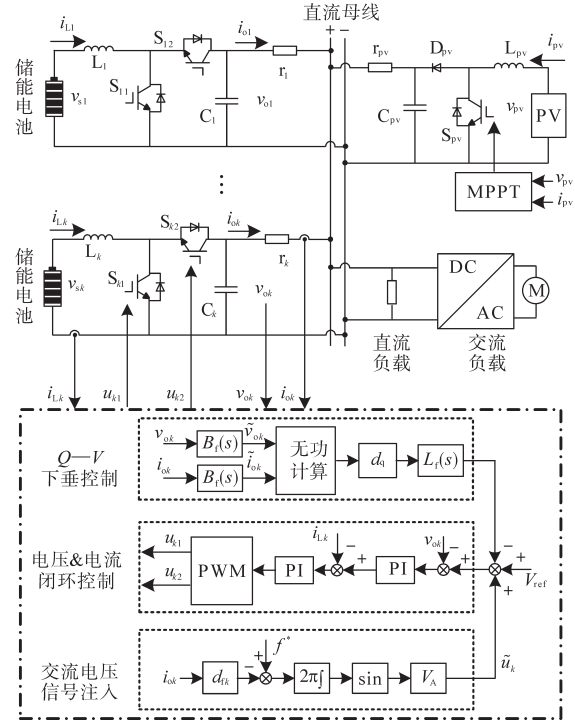 直流母线
+ −
i_L1
L_1
S_12
i_o1
r_1
储能电池
v_s1
S_11
C_1
v_o1
r_pv
D_pv
L_pv
i_pv
C_pv
S_pv
v_pv
PV
MPPT
v_pv
i_pv
⋮
i_Lk
L_k
S_k2
i_ok
r_k
储能电池
v_sk
S_k1
C_k
v_ok
DC
AC
M
直流负载
交流负载
i_Lk
u_k1
u_k2
v_ok
i_ok
Q—V
下垂控制
v_ok
B_f(s)
ṽ_ok
i_ok
B_f(s)
ĩ_ok
无功计算
d_q
L_f(s)
电压&电流
闭环控制
u_k1
u_k2
PWM
PI
i_Lk
−
+
PI
v_ok
−
+
−
+
+
V_ref
交流电压
信号注入
i_ok
d_fk
−
+
f*
2π∫
sin
V_A
ũ_k